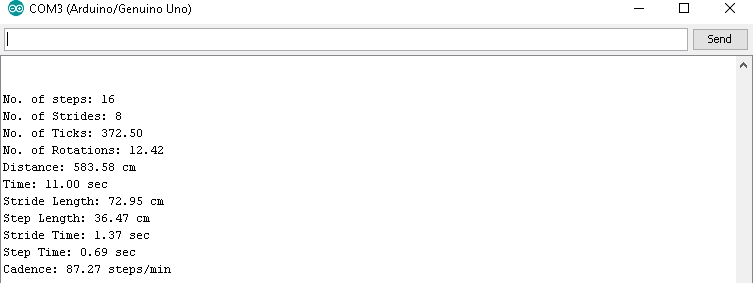 COM3 (Arduino/Genuino Uno)
Send
No. of steps: 16
No. of Strides: 8
No. of Ticks: 372.50
No. of Rotations: 12.42
Distance: 583.58 cm
Time: 11.00 sec
Stride Length: 72.95 cm
Step Length: 36.47 cm
Stride Time: 1.37 sec
Step Time: 0.69 sec
Cadence: 87.27 steps/min